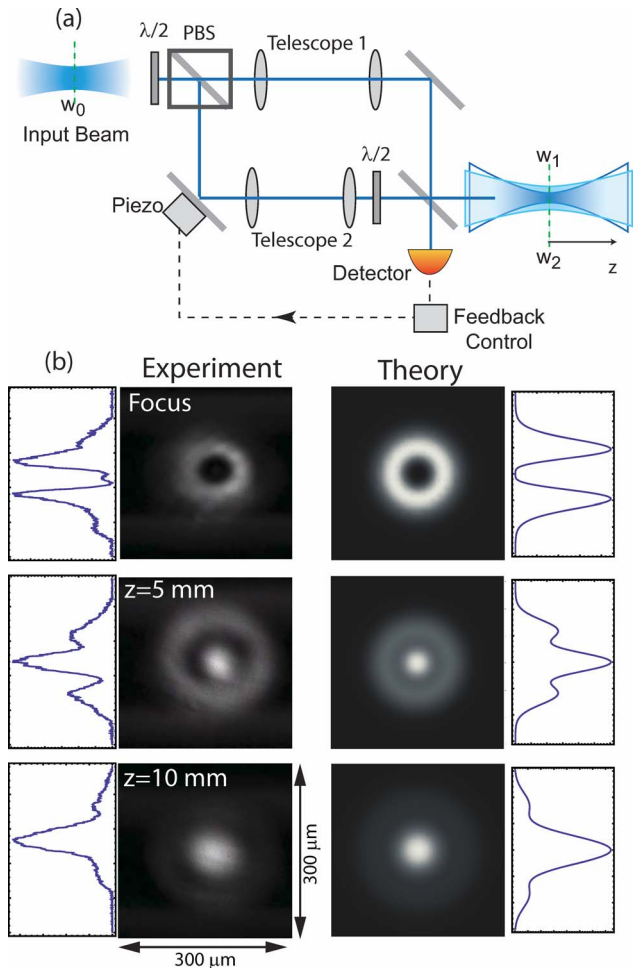 (a)
λ/2
PBS
Telescope 1
w0
Input Beam
λ/2
w1
Piezo
Telescope 2
w2
z
Detector
Feedback
Control
(b)
Experiment
Theory
Focus
z=5 mm
z=10 mm
300 μm
300 μm